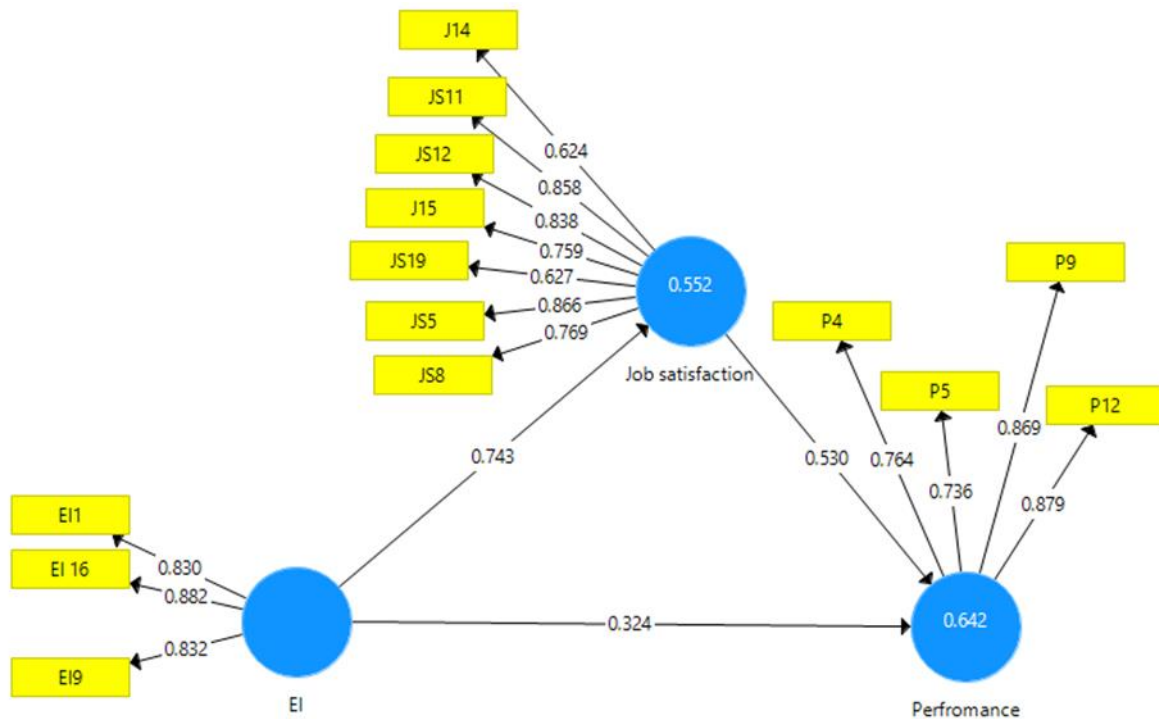 J14
JS11
JS12
J15
JS19
JS5
JS8
0.624
0.858
0.838
0.759
0.627
0.866
0.769
0.552
Job satisfaction
P9
P4
P5
P12
0.743
0.530
0.764
0.736
0.869
0.879
EI1
EI 16
EI9
0.830
0.882
0.832
EI
0.324
0.642
Perfromance